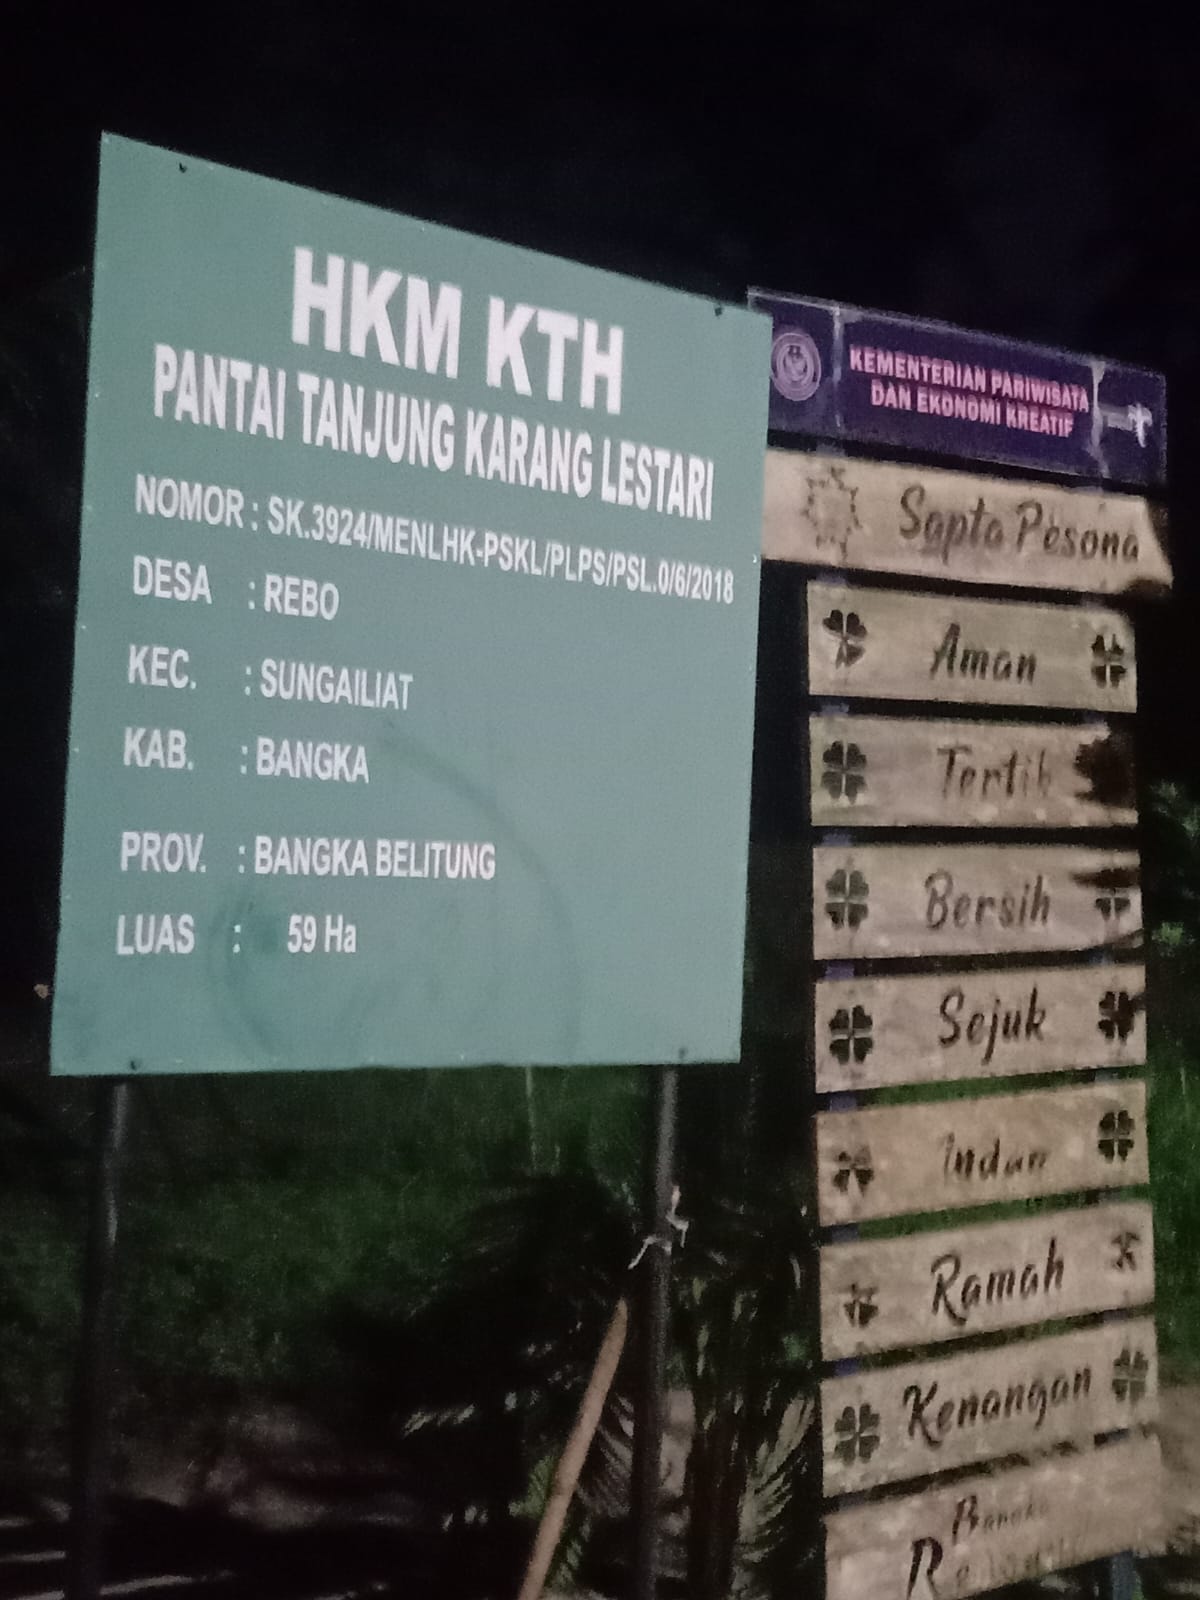 HKM KTH
PANTAI TANJUNG KARANG LESTARI
NOMOR : SK.3924/MENLHK-PSKL/PLPS/PSL.0/6/2018
DESA : REBO
KEC. : SUNGAILIAT
KAB. : BANGKA
PROV. : BANGKA BELITUNG
LUAS : 59 Ha
KEMENTERIAN PARIWISATA
DAN EKONOMI KREATIF
Sapta Pesona
Aman
Tertib
Bersih
Sejuk
Indah
Ramah
Kenangan
Bangka